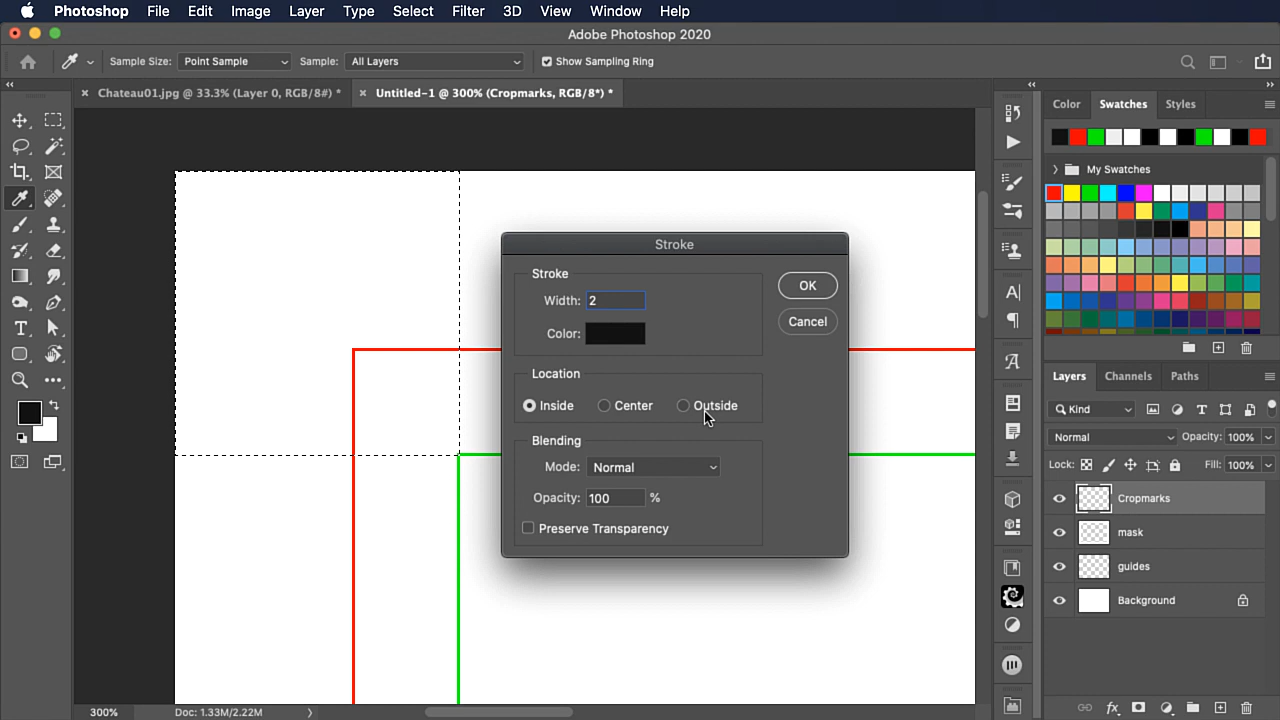 Photoshop File Edit Image Layer Type Select Filter 3D View Window Help
Adobe Photoshop 2020
Sample Size: Point Sample Sample: All Layers Show Sampling Ring
Chateau01.jpg @ 33.3% (Layer 0, RGB/8#) * Untitled-1 @ 300% (Cropmarks, RGB/8*) *
Color Swatches Styles
My Swatches
Stroke
Stroke
Width: 2
Color:
OK
Cancel
Location
Inside Center Outside
Blending
Mode: Normal
Opacity: 100 %
Preserve Transparency
Layers Channels Paths
Kind
Normal Opacity: 100%
Lock: Fill: 100%
Cropmarks
mask
guides
Background
300% Doc: 1.33M/2.22M